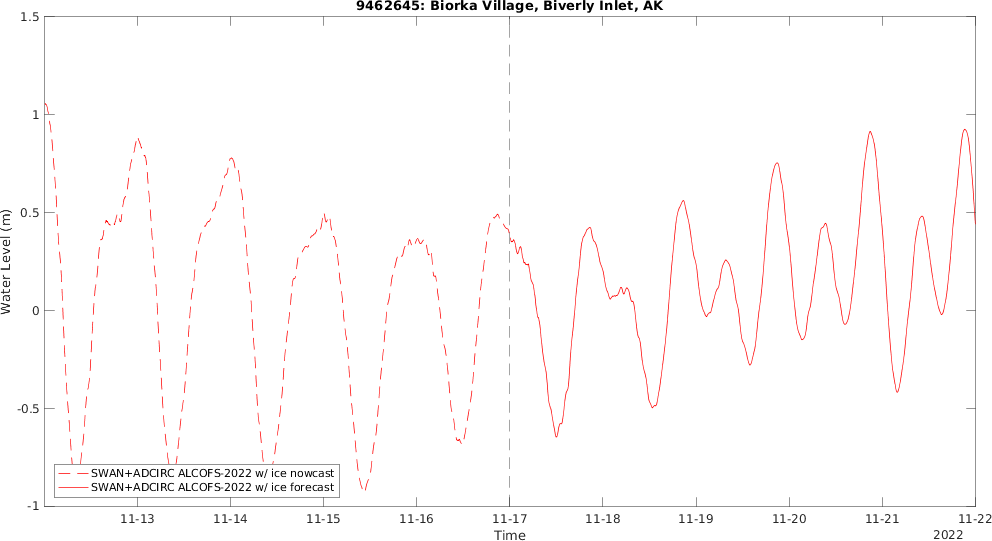 9462645: Biorka Village, Biverly Inlet, AK
Water Level (m)
1.5
1
0.5
0
-0.5
-1
SWAN+ADCIRC ALCOFS-2022 w/ ice nowcast
SWAN+ADCIRC ALCOFS-2022 w/ ice forecast
11-13 11-14 11-15 11-16 11-17 11-18 11-19 11-20 11-21 11-22
Time
2022